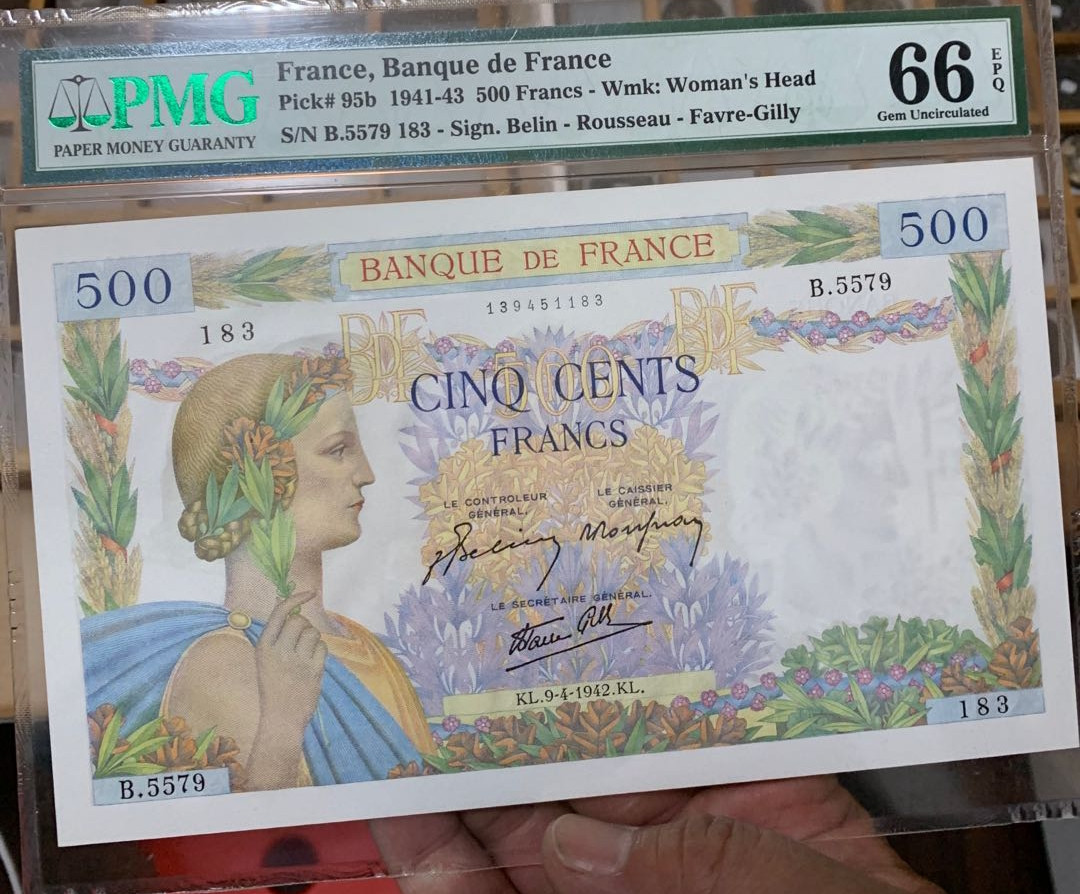 PMG
PAPER MONEY GUARANTY
France, Banque de France
Pick# 95b 1941-43 500 Francs - Wmk: Woman's Head
S/N B.5579 183 - Sign. Belin - Rousseau - Favre-Gilly
66
EPQ
Gem Uncirculated
500
BANQUE DE FRANCE
500
139451183
B.5579
183
BDF
BDF
500
CINQ CENTS
FRANCS
LE CONTROLEUR
GÉNÉRAL,
LE CAISSIER
GÉNÉRAL,
LE SECRÉTAIRE GÉNÉRAL,
KL.9-4-1942.KL.
183
B.5579